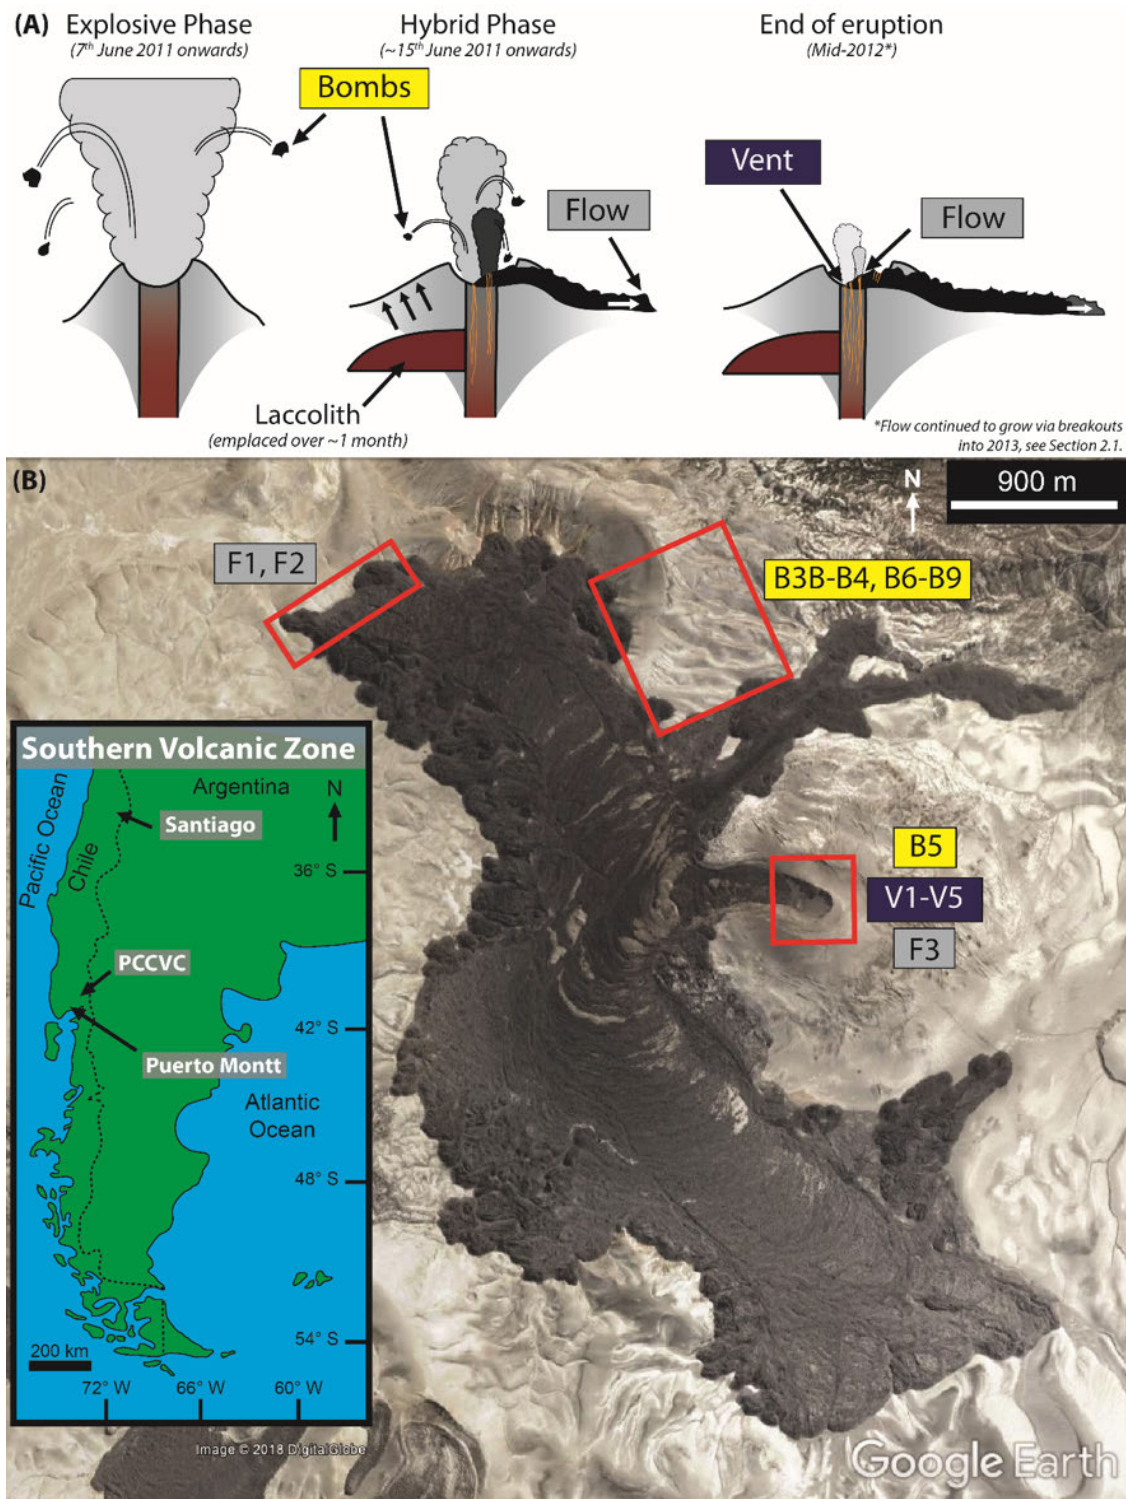 (A)
Explosive Phase
(7th June 2011 onwards)
Hybrid Phase
(~15th June 2011 onwards)
End of eruption
(Mid-2012*)
Bombs
Vent
Flow
Flow
Laccolith
(emplaced over ~1 month)
*Flow continued to grow via breakouts
into 2013, see Section 2.1.
(B)
N
900 m
F1, F2
B3B-B4, B6-B9
B5
V1-V5
F3
Southern Volcanic Zone
Pacific Ocean
Chile
Argentina
N
Santiago
36° S
PCCVC
42° S
Puerto Montt
Atlantic
Ocean
48° S
54° S
200 km
72° W
66° W
60° W
Image © 2018 DigitalGlobe
Google Earth